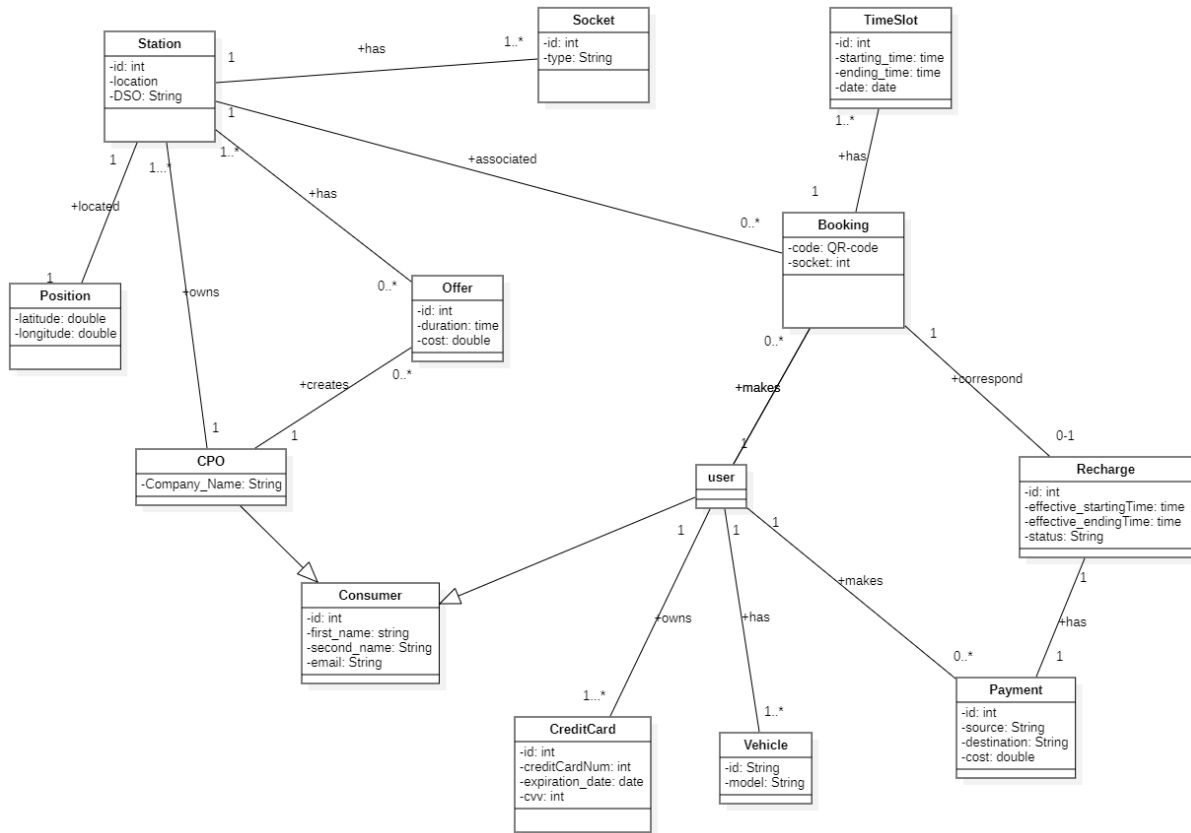 Socket
-id: int
-type: String
TimeSlot
-id: int
-starting_time: time
-ending_time: time
-date: date
Station
-id: int
-location
-DSO: String
1
+has
1..*
1
+associated
0..*
1..*
+has
1
1
+located
1
1...*
+owns
1
1..*
+has
0..*
Booking
-code: QR-code
-socket: int
Position
-latitude: double
-longitude: double
Offer
-id: int
-duration: time
-cost: double
0..*
+creates
1
0..*
+makes
1
1
+correspond
0-1
CPO
-Company_Name: String
user
Recharge
-id: int
-effective_startingTime: time
-effective_endingTime: time
-status: String
Consumer
-id: int
-first_name: string
-second_name: String
-email: String
1
+owns
1...*
1
+has
1..*
1
+makes
0..*
1
+has
1
CreditCard
-id: int
-creditCardNum: int
-expiration_date: date
-cvv: int
Vehicle
-id: String
-model: String
Payment
-id: int
-source: String
-destination: String
-cost: double